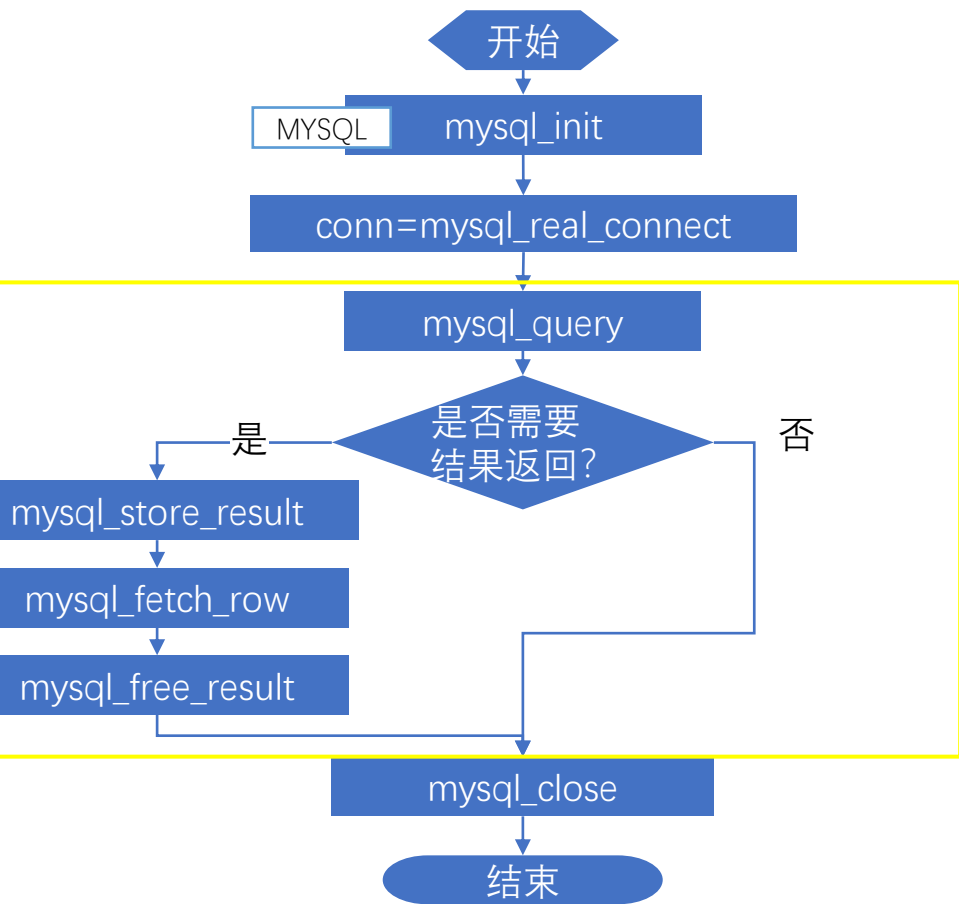 开始
MYSQL
mysql_init
conn=mysql_real_connect
mysql_query
是否需要
结果返回?
是
否
mysql_store_result
mysql_fetch_row
mysql_free_result
mysql_close
结束